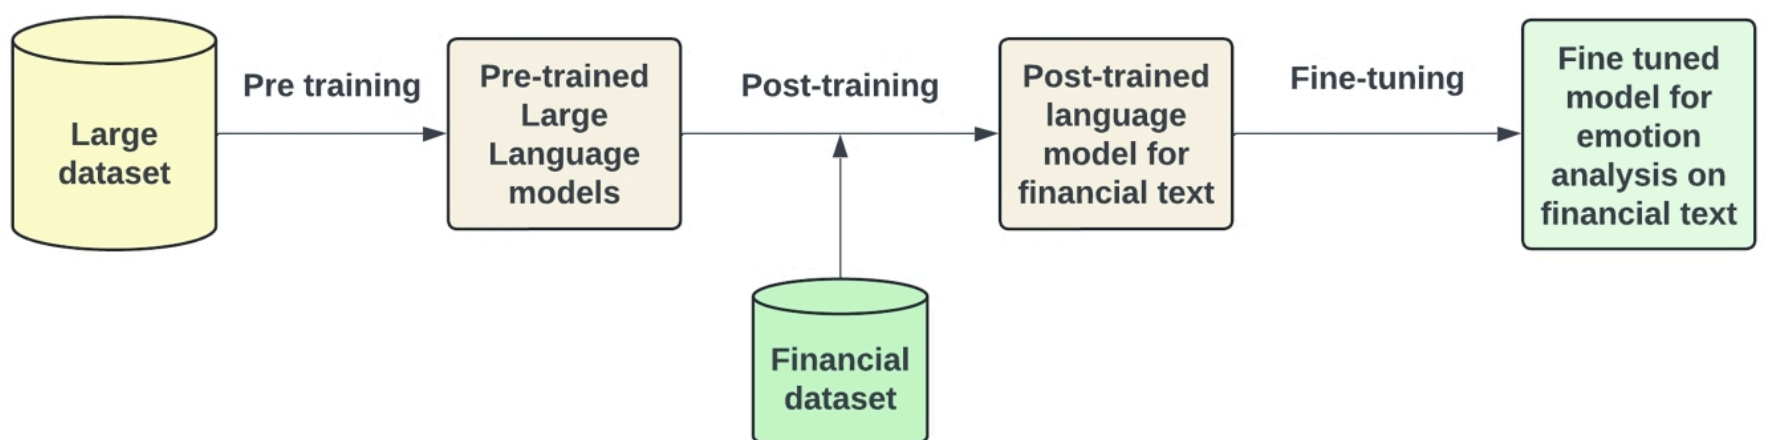 Large
dataset
Pre training
Pre-trained
Large
Language
models
Post-training
Financial
dataset
Post-trained
language
model for
financial text
Fine-tuning
Fine tuned
model for
emotion
analysis on
financial text